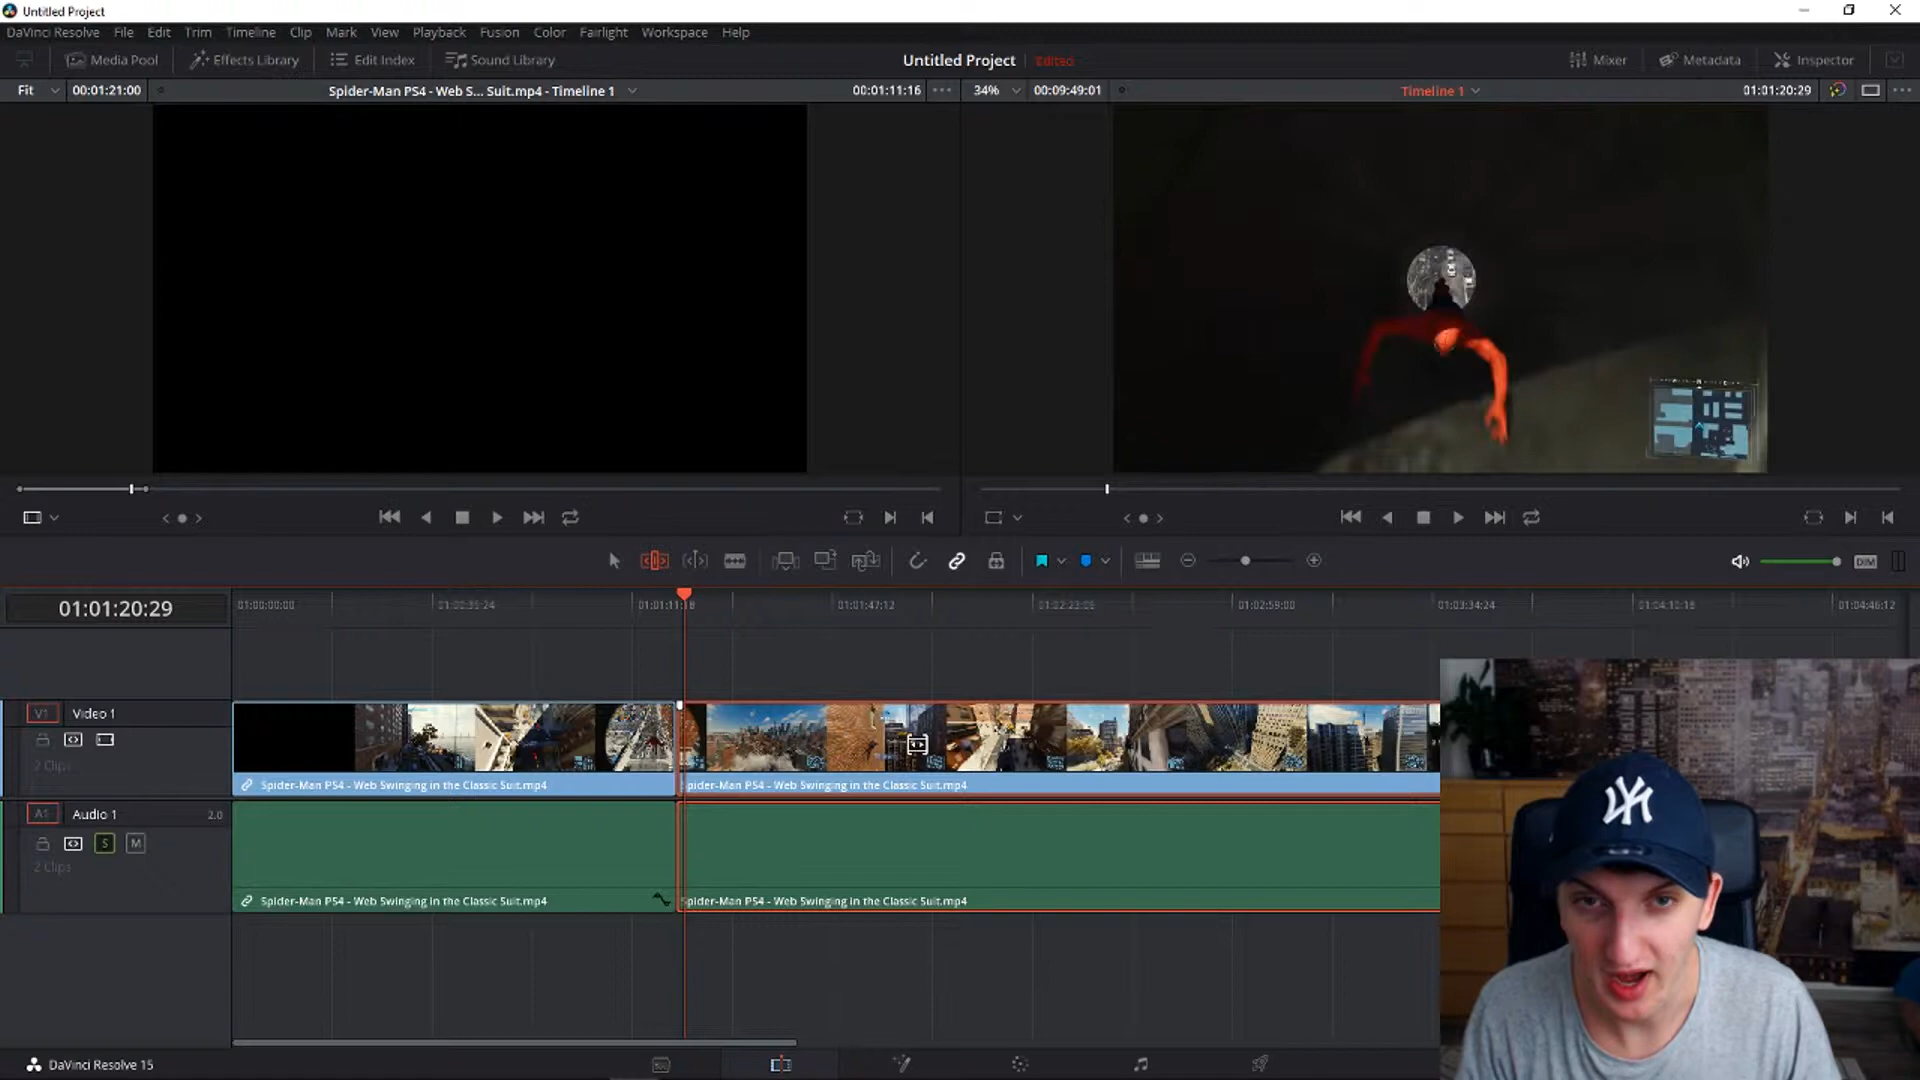 Untitled Project
DaVinci Resolve File Edit Trim Timeline Clip Mark View Playback Fusion Color Fairlight Workspace Help
Media Pool Effects Library Edit Index Sound Library Untitled Project Edited Mixer Metadata Inspector
Fit 00:01:21:00 Spider-Man PS4 - Web S... Suit.mp4 - Timeline 1 00:01:11:16 34% 00:09:49:01 Timeline 1 01:01:20:29
DIM
01:01:20:29 01:00:00:00 01:00:35:24 01:01:11:18 01:01:47:12 01:02:23:06 01:02:59:00 01:03:34:24 01:04:10:18 01:04:46:12
V1 Video 1
2 Clips
Spider-Man PS4 - Web Swinging in the Classic Suit.mp4 Spider-Man PS4 - Web Swinging in the Classic Suit.mp4
A1 Audio 1 2.0
S M
2 Clips
Spider-Man PS4 - Web Swinging in the Classic Suit.mp4 Spider-Man PS4 - Web Swinging in the Classic Suit.mp4
DaVinci Resolve 15